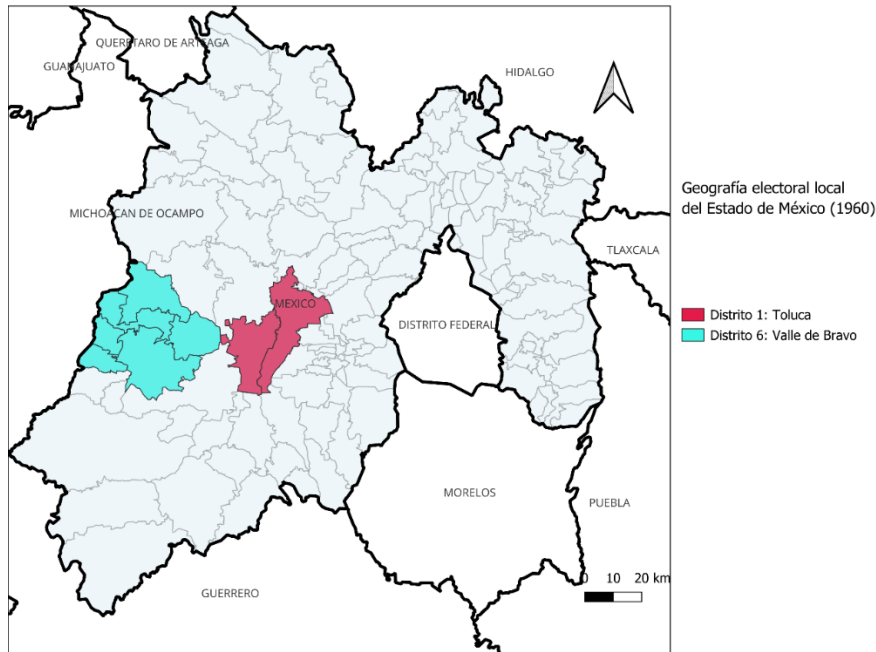 QUERÉTARO DE ARTEAGA
GUANAJUATO
HIDALGO
MICHOACAN DE OCAMPO
TLAXCALA
MEXICO
DISTRITO FEDERAL
MORELOS
PUEBLA
GUERRERO
0 10 20 km
Geografía electoral local
del Estado de México (1960)
Distrito 1: Toluca
Distrito 6: Valle de Bravo